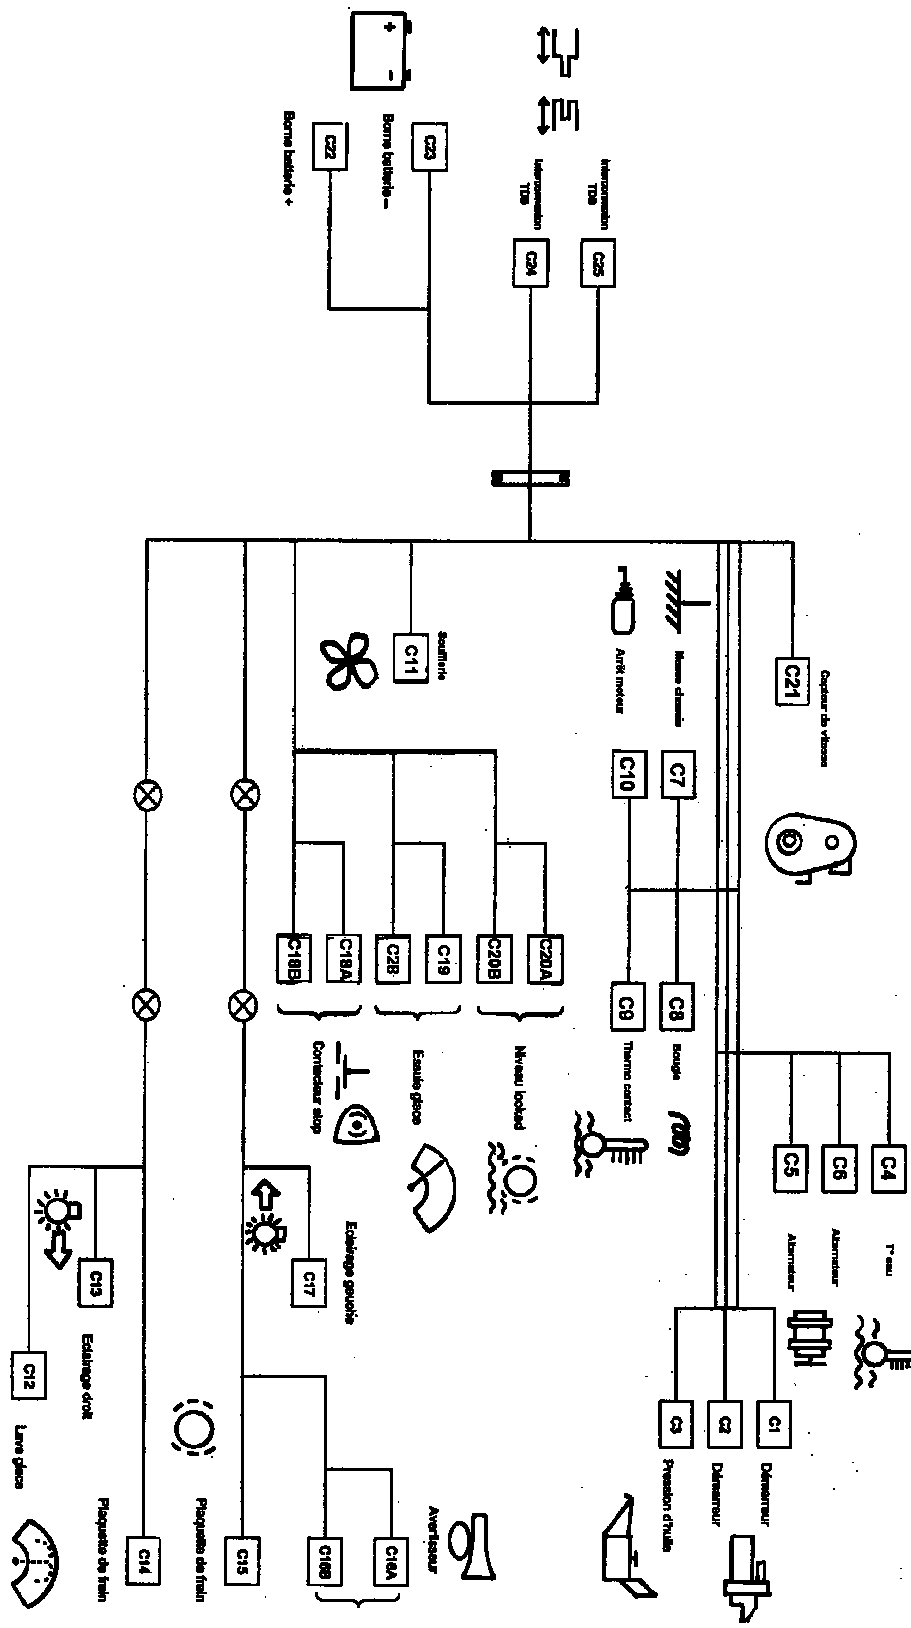 +
-
Borne batterie +
C22
Borne batterie –
C23
Interconnexion
TDB
C24
Interconnexion
TDB
C25
Soufflerie
C11
Arrêt moteur
C10
Masse chassis
C7
Capteur de vitesse
C21
C18B
C18A
C28
C19
C20B
C20A
C9
C8
Contacteur stop
Essuie glace
Niveau looked
Thermo contact
Bougie
C5
C6
C4
Alternateur
Alternateur
T° eau
C13
C17
Eclairage gauche
C12
Eclairage droit
C3
C2
C1
Lave glace
Plaquette de frein
Plaquette de frein
Avertisseur
Pression d'huile
Démarreur
Démarreur
C14
C15
C16B
C16A